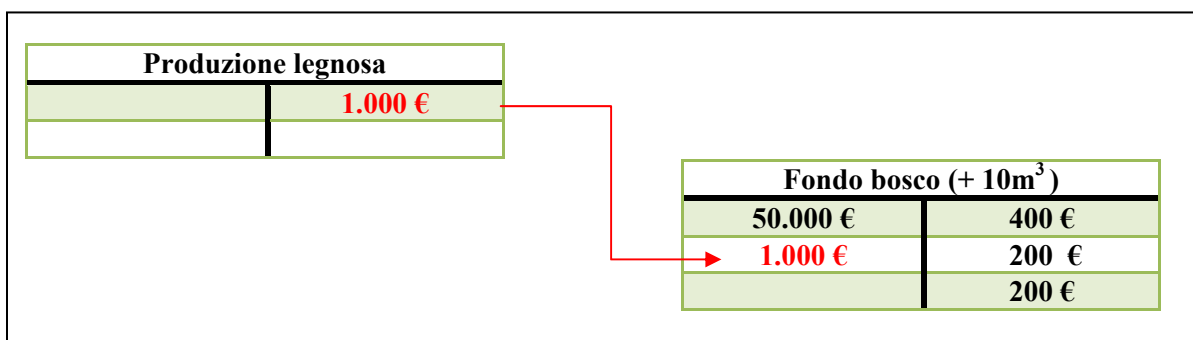 Produzione legnosa
1.000 €
Fondo bosco (+ 10m³ )
50.000 € 400 €
1.000 € 200 €
200 €